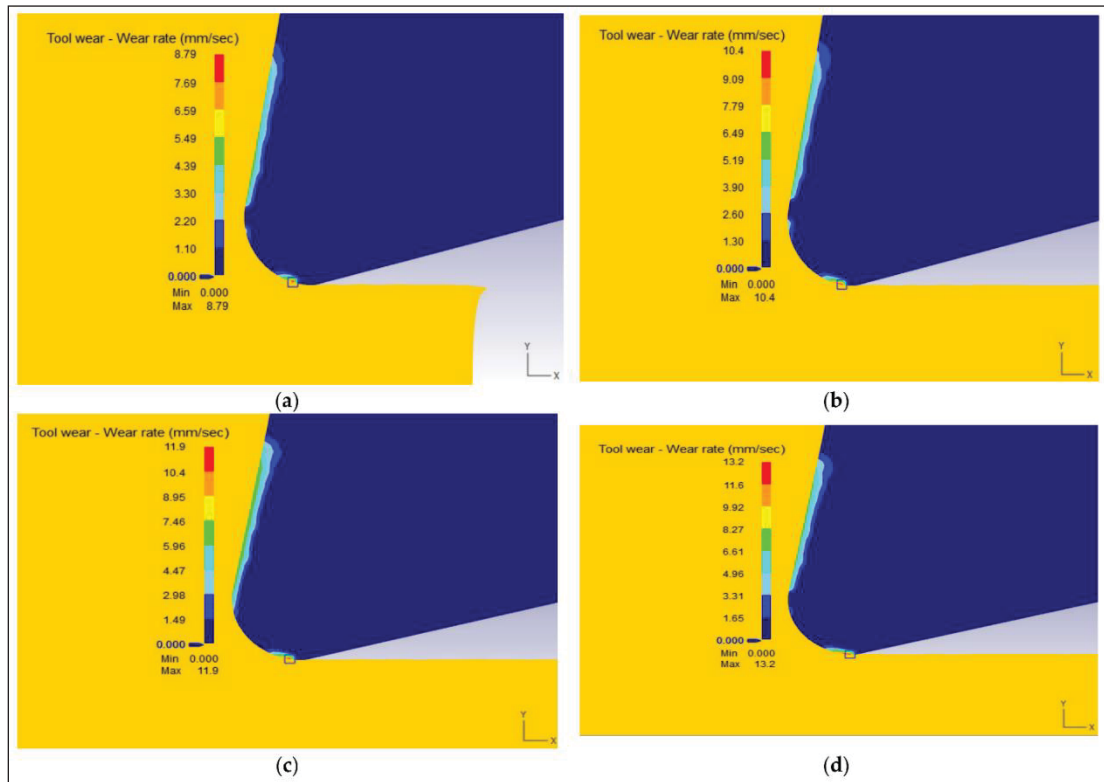 Tool wear - Wear rate (mm/sec)
8.79
7.69
6.59
5.49
4.39
3.30
2.20
1.10
0.000
Min 0.000
Max 8.79
Y
X
(a)
Tool wear - Wear rate (mm/sec)
10.4
9.09
7.79
6.49
5.19
3.90
2.60
1.30
0.000
Min 0.000
Max 10.4
Y
X
(b)
Tool wear - Wear rate (mm/sec)
11.9
10.4
8.95
7.46
5.96
4.47
2.98
1.49
0.000
Min 0.000
Max 11.9
Y
X
(c)
Tool wear - Wear rate (mm/sec)
13.2
11.6
9.92
8.27
6.61
4.96
3.31
1.65
0.000
Min 0.000
Max 13.2
Y
X
(d)